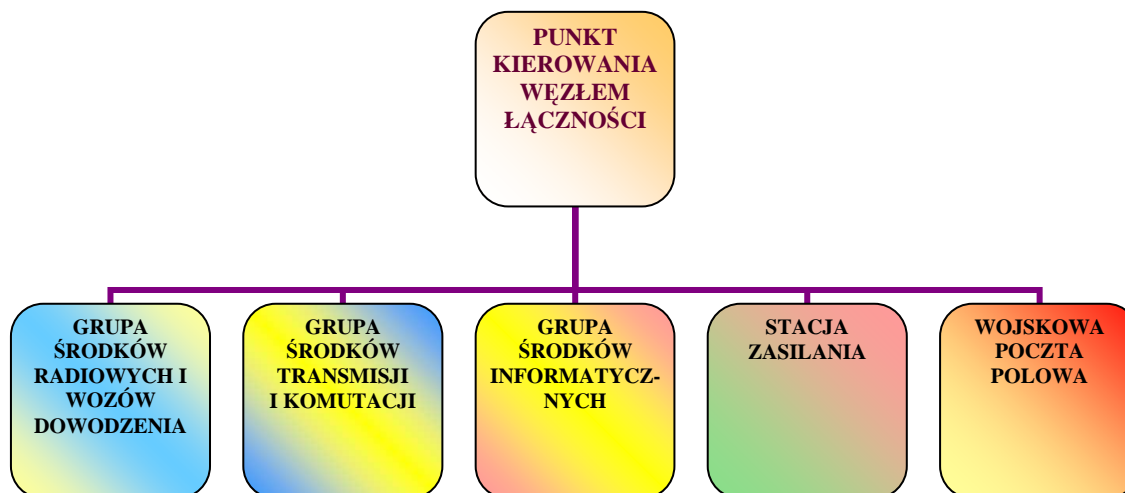 PUNKT
KIEROWANIA
WĘZŁEM
ŁĄCZNOŚCI
GRUPA
ŚRODKÓW
RADIOWYCH I
WOZÓW
DOWODZENIA
GRUPA
ŚRODKÓW
TRANSMISJI
I KOMUTACJI
GRUPA
ŚRODKÓW
INFORMATYCZ-
NYCH
STACJA
ZASILANIA
WOJSKOWA
POCZTA
POLOWA